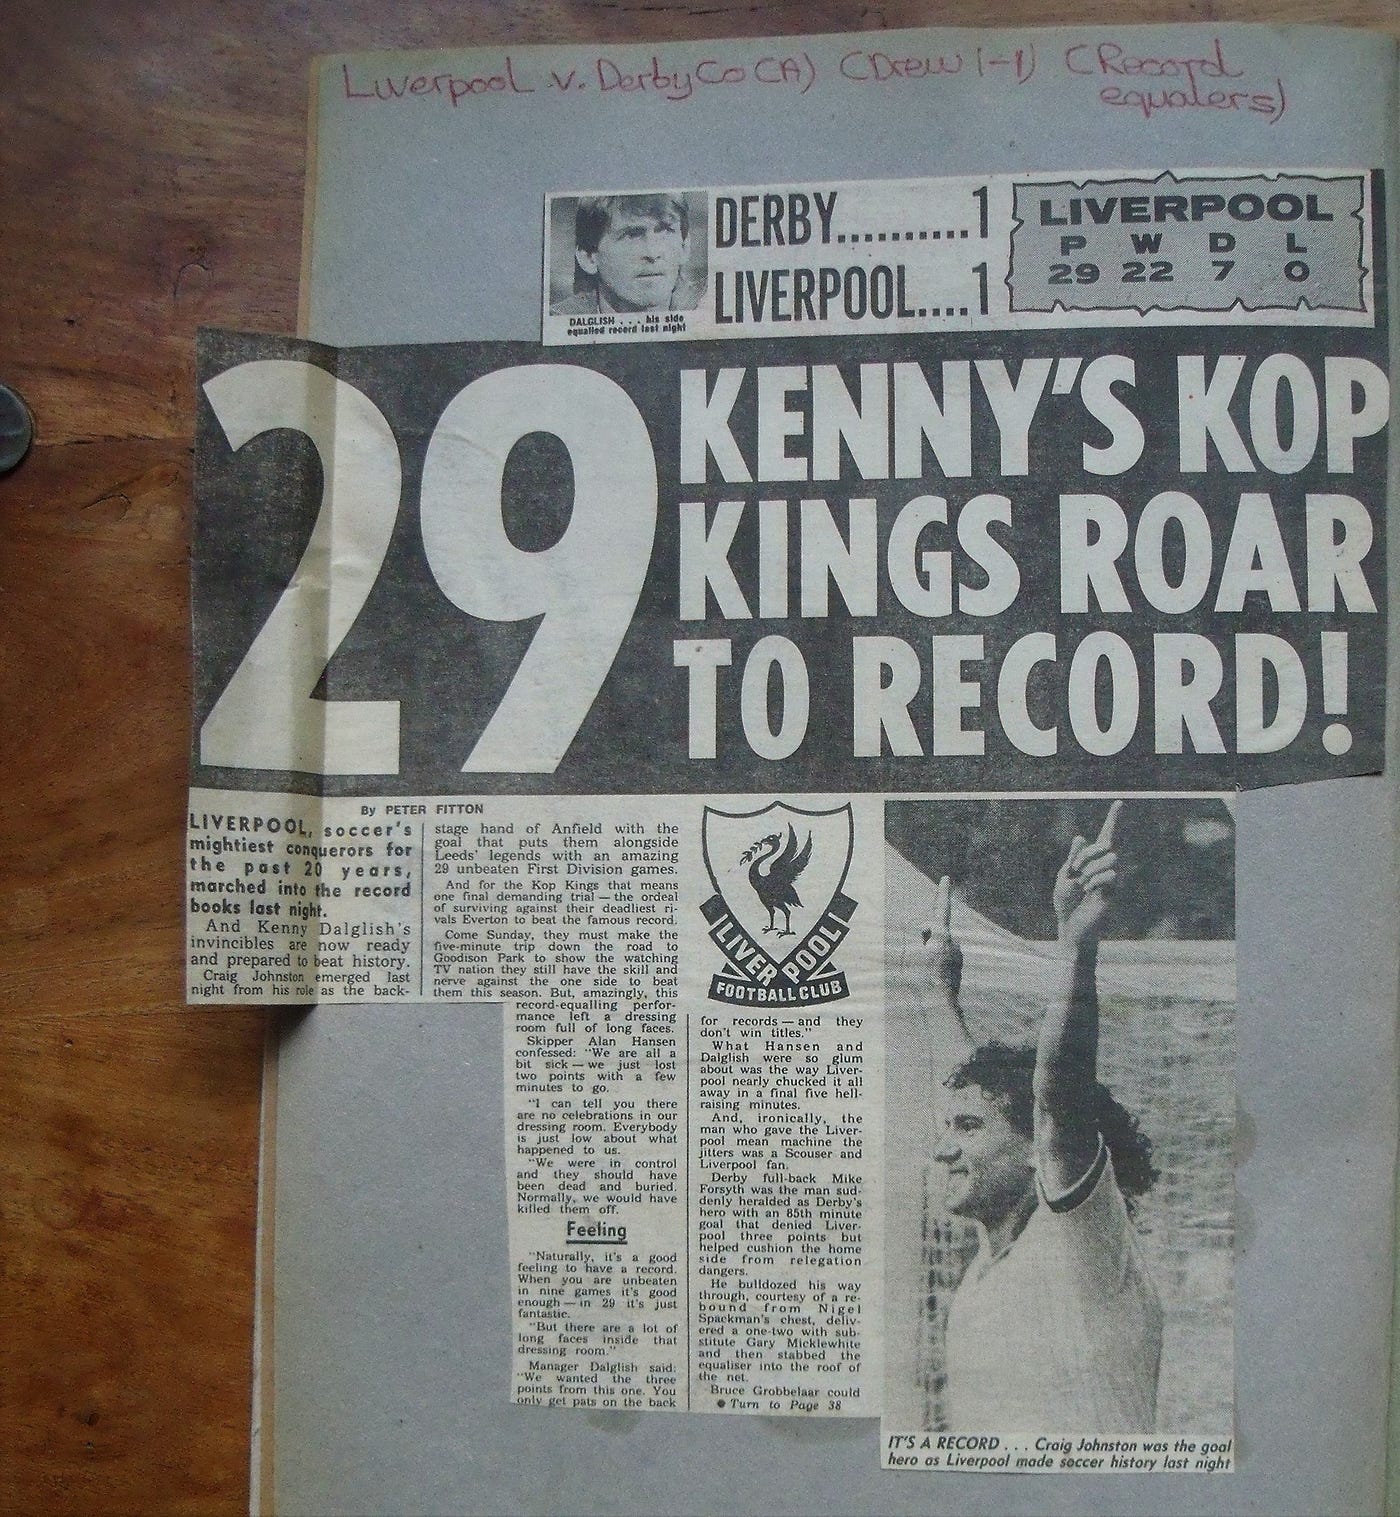 Liverpool v. Derby Co (A) (Drew 1-1) (Record
equalers)
DALGLISH . . . his side
equalled record last night
DERBY..........1
LIVERPOOL....1
LIVERPOOL
P W D L
29 22 7 0
29
KENNY'S KOP
KINGS ROAR
TO RECORD!
By PETER FITTON
LIVERPOOL, soccer's
mightiest conquerors for
the past 20 years,
marched into the record
books last night.
And Kenny Dalglish's
invincibles are now ready
and prepared to beat history.
Craig Johnston emerged last
night from his role as the back-
stage hand of Anfield with the
goal that puts them alongside
Leeds' legends with an amazing
29 unbeaten First Division games.
And for the Kop Kings that means
one final demanding trial — the ordeal
of surviving against their deadliest ri-
vals Everton to beat the famous record.
Come Sunday, they must make the
five-minute trip down the road to
Goodison Park to show the watching
TV nation they still have the skill and
nerve against the one side to beat
them this season. But, amazingly, this
record-equalling perfor-
mance left a dressing
room full of long faces.
Skipper Alan Hansen
confessed: "We are all a
bit sick — we just lost
two points with a few
minutes to go.
"I can tell you there
are no celebrations in our
dressing room. Everybody
is just low about what
happened to us.
"We were in control
and they should have
been dead and buried.
Normally, we would have
killed them off.
Feeling
"Naturally, it's a good
feeling to have a record.
When you are unbeaten
in nine games it's good
enough — in 29 it's just
fantastic.
"But there are a lot of
long faces inside that
dressing room."
Manager Dalglish said:
"We wanted the three
points from this one. You
only get pats on the back
LIVERPOOL
FOOTBALL CLUB
for records — and they
don't win titles."
What Hansen and
Dalglish were so glum
about was the way Liver-
pool nearly chucked it all
away in a final five hell-
raising minutes.
And, ironically, the
man who gave the Liver-
pool mean machine the
jitters was a Scouser and
Liverpool fan.
Derby full-back Mike
Forsyth was the man sud-
denly heralded as Derby's
hero with an 85th minute
goal that denied Liver-
pool three points but
helped cushion the home
side from relegation
dangers.
He bulldozed his way
through, courtesy of a re-
bound from Nigel
Spackman's chest, deliv-
ered a one-two with sub-
stitute Gary Micklewhite
and then stabbed the
equaliser into the roof of
the net.
Bruce Grobbelaar could
● Turn to Page 38
IT'S A RECORD . . . Craig Johnston was the goal
hero as Liverpool made soccer history last night